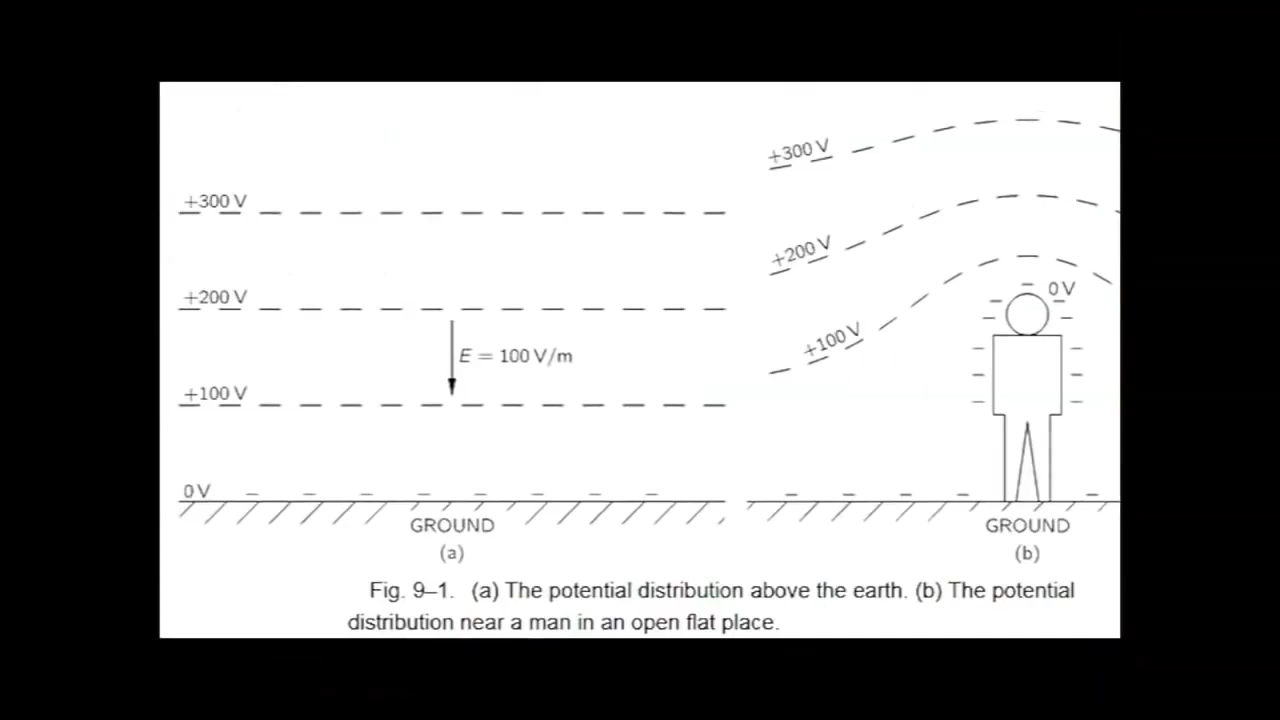 +300 V
+200 V
E = 100 V/m
+100 V
0 V
GROUND
(a)
+300 V
+200 V
+100 V
0 V
GROUND
(b)
Fig. 9–1. (a) The potential distribution above the earth. (b) The potential
distribution near a man in an open flat place.